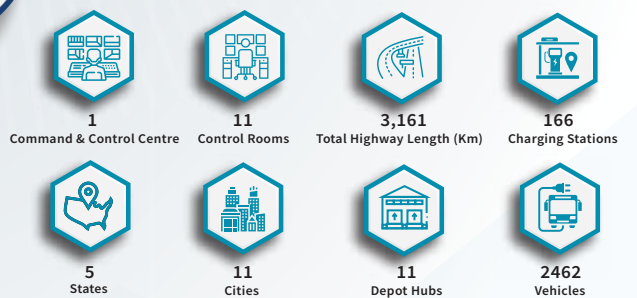 1
Command & Control Centre
11
Control Rooms
3,161
Total Highway Length (Km)
166
Charging Stations
5
States
11
Cities
11
Depot Hubs
2462
Vehicles